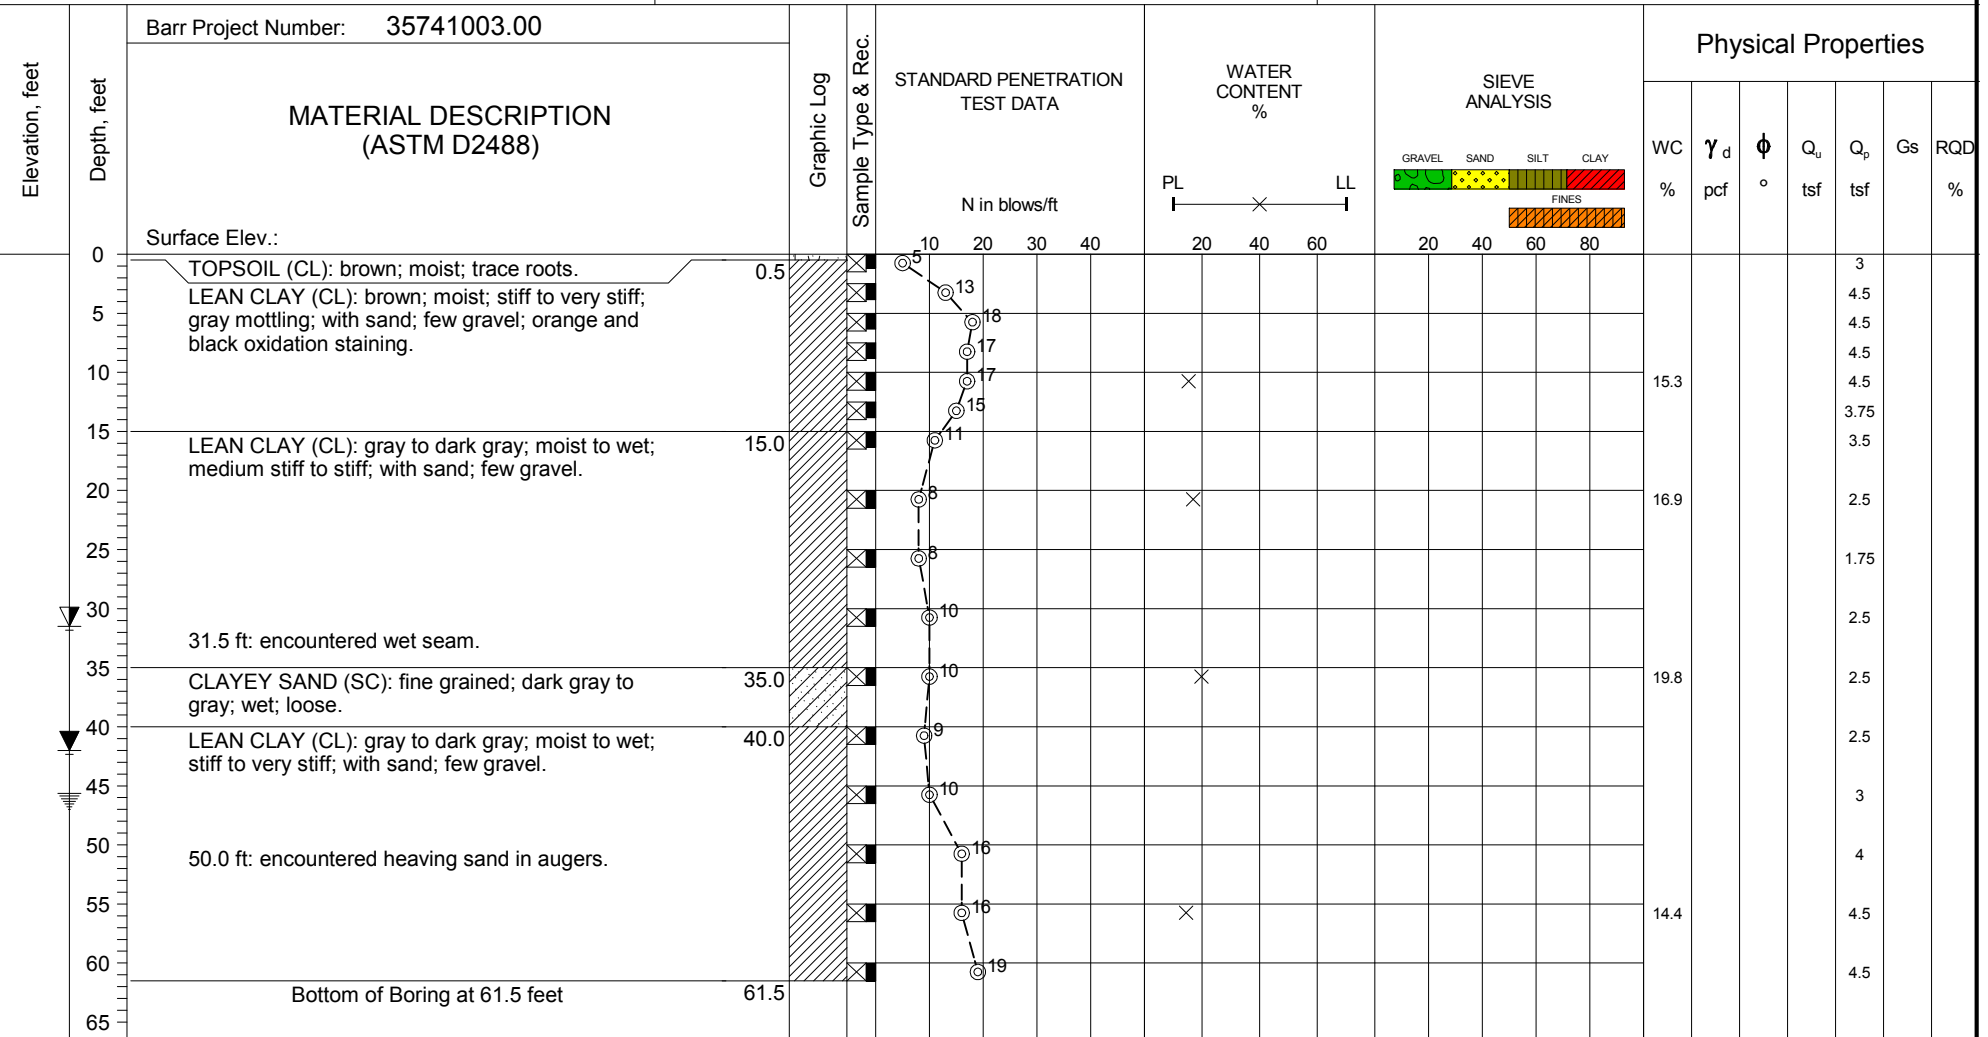 Barr Project Number: 35741003.00
Elevation, feet
Depth, feet
MATERIAL DESCRIPTION
(ASTM D2488)
Surface Elev.:
Graphic Log
Sample Type & Rec.
STANDARD PENETRATION
TEST DATA
N in blows/ft
10 20 30 40
WATER
CONTENT
%
PL LL
20 40 60
SIEVE
ANALYSIS
GRAVEL SAND SILT CLAY
FINES
20 40 60 80
Physical Properties
WC γ d ϕ Qu Qp Gs RQD
% pcf ° tsf tsf %
0
TOPSOIL (CL): brown; moist; trace roots. 0.5 5 3
LEAN CLAY (CL): brown; moist; stiff to very stiff; 13 4.5
5 gray mottling; with sand; few gravel; orange and 18 4.5
black oxidation staining. 17 4.5
10 17 15.3 4.5
15 3.75
15
LEAN CLAY (CL): gray to dark gray; moist to wet; 15.0 11 3.5
medium stiff to stiff; with sand; few gravel.
20 8 16.9 2.5
25 8 1.75
30 10 2.5
31.5 ft: encountered wet seam.
35
CLAYEY SAND (SC): fine grained; dark gray to 35.0 10 19.8 2.5
gray; wet; loose.
40
LEAN CLAY (CL): gray to dark gray; moist to wet; 40.0 9 2.5
stiff to very stiff; with sand; few gravel.
45 10 3
50 16 4
50.0 ft: encountered heaving sand in augers.
55 16 14.4 4.5
60 19 4.5
Bottom of Boring at 61.5 feet 61.5
65